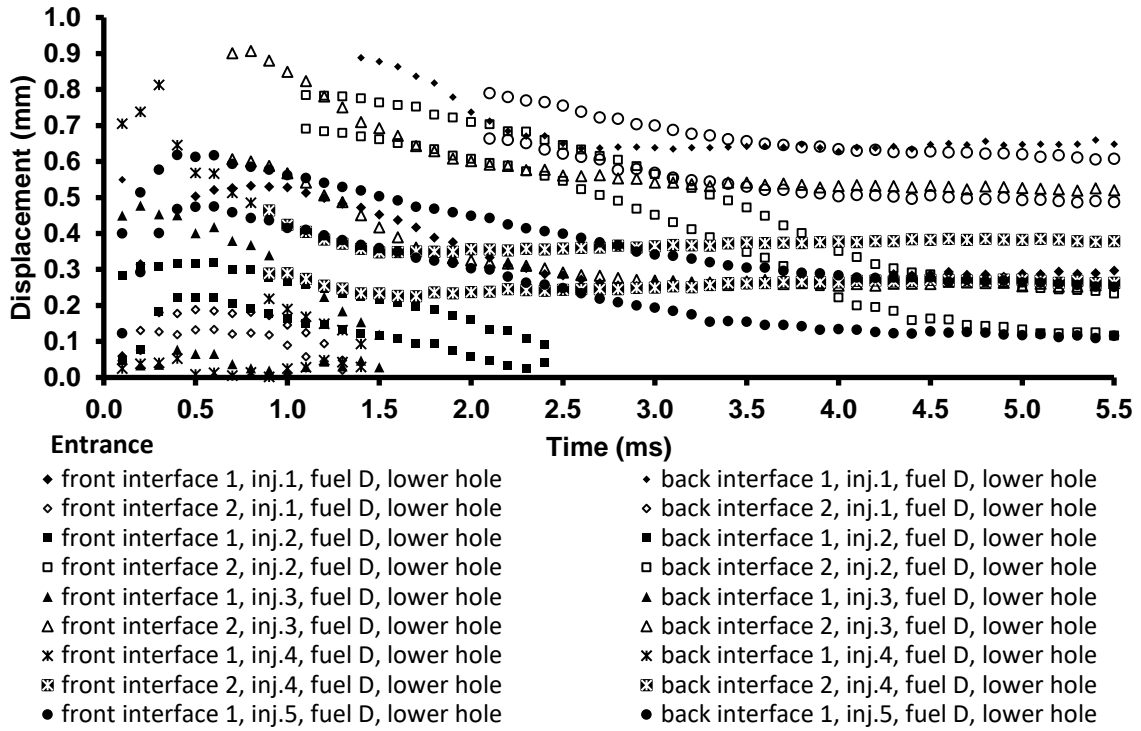 1.0
0.9
0.8
0.7
0.6
0.5
0.4
0.3
0.2
0.1
0.0
Displacement (mm)
0.0 0.5 1.0 1.5 2.0 2.5 3.0 3.5 4.0 4.5 5.0 5.5
Entrance
Time (ms)
front interface 1, inj.1, fuel D, lower hole
back interface 1, inj.1, fuel D, lower hole
front interface 2, inj.1, fuel D, lower hole
back interface 2, inj.1, fuel D, lower hole
front interface 1, inj.2, fuel D, lower hole
back interface 1, inj.2, fuel D, lower hole
front interface 2, inj.2, fuel D, lower hole
back interface 2, inj.2, fuel D, lower hole
front interface 1, inj.3, fuel D, lower hole
back interface 1, inj.3, fuel D, lower hole
front interface 2, inj.3, fuel D, lower hole
back interface 2, inj.3, fuel D, lower hole
front interface 1, inj.4, fuel D, lower hole
back interface 1, inj.4, fuel D, lower hole
front interface 2, inj.4, fuel D, lower hole
back interface 2, inj.4, fuel D, lower hole
front interface 1, inj.5, fuel D, lower hole
back interface 1, inj.5, fuel D, lower hole